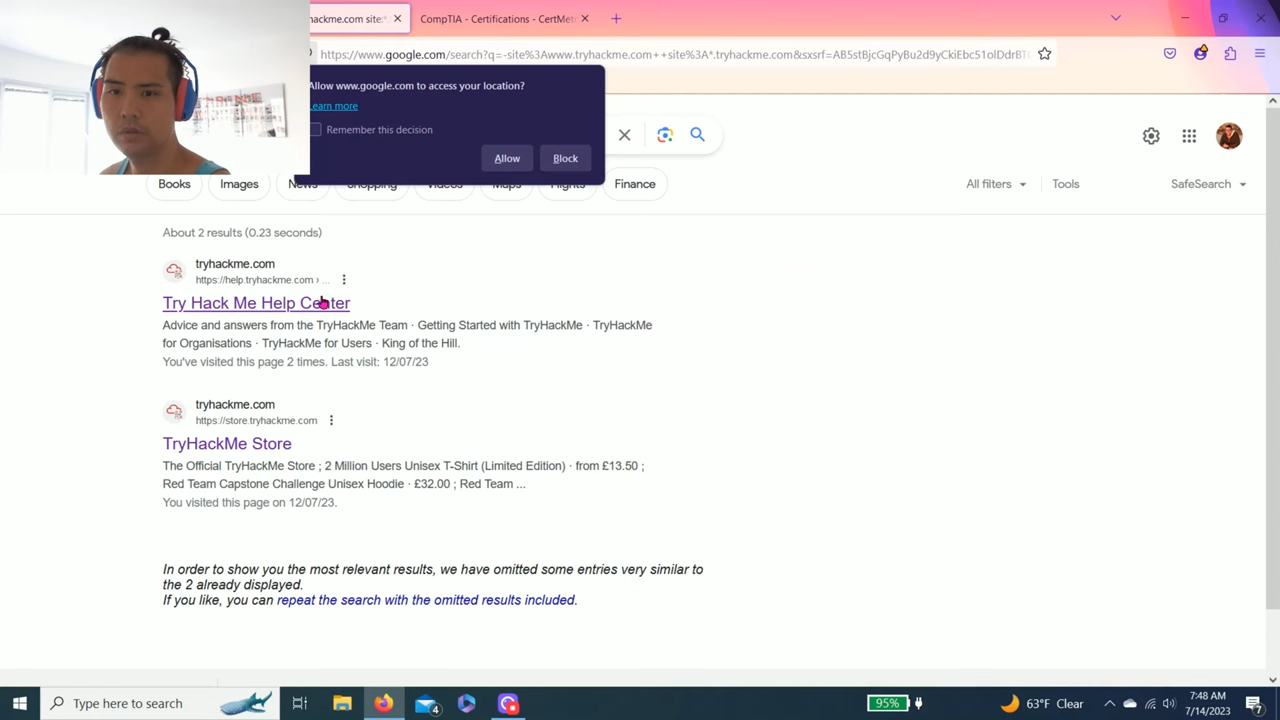 hackme.com site:*.
CompTIA - Certifications - CertMet
https://www.google.com/search?q=-site%3Awww.tryhackme.com++site%3A*.tryhackme.com&sxsrf=AB5stBjcGqPyBu2d9yCkiEbc51olDdrBT
Allow www.google.com to access your location?
Learn more
Remember this decision
Allow
Block
Books
Images
News
Shopping
Videos
Maps
Flights
Finance
All filters
Tools
SafeSearch
About 2 results (0.23 seconds)
tryhackme.com
https://help.tryhackme.com › ...
Try Hack Me Help Center
Advice and answers from the TryHackMe Team · Getting Started with TryHackMe · TryHackMe
for Organisations · TryHackMe for Users · King of the Hill.
You've visited this page 2 times. Last visit: 12/07/23
tryhackme.com
https://store.tryhackme.com
TryHackMe Store
The Official TryHackMe Store ; 2 Million Users Unisex T-Shirt (Limited Edition) · from £13.50 ;
Red Team Capstone Challenge Unisex Hoodie · £32.00 ; Red Team ...
You visited this page on 12/07/23.
In order to show you the most relevant results, we have omitted some entries very similar to
the 2 already displayed.
If you like, you can repeat the search with the omitted results included.
Type here to search
4
95%
63°F Clear
7:48 AM
7/14/2023
7